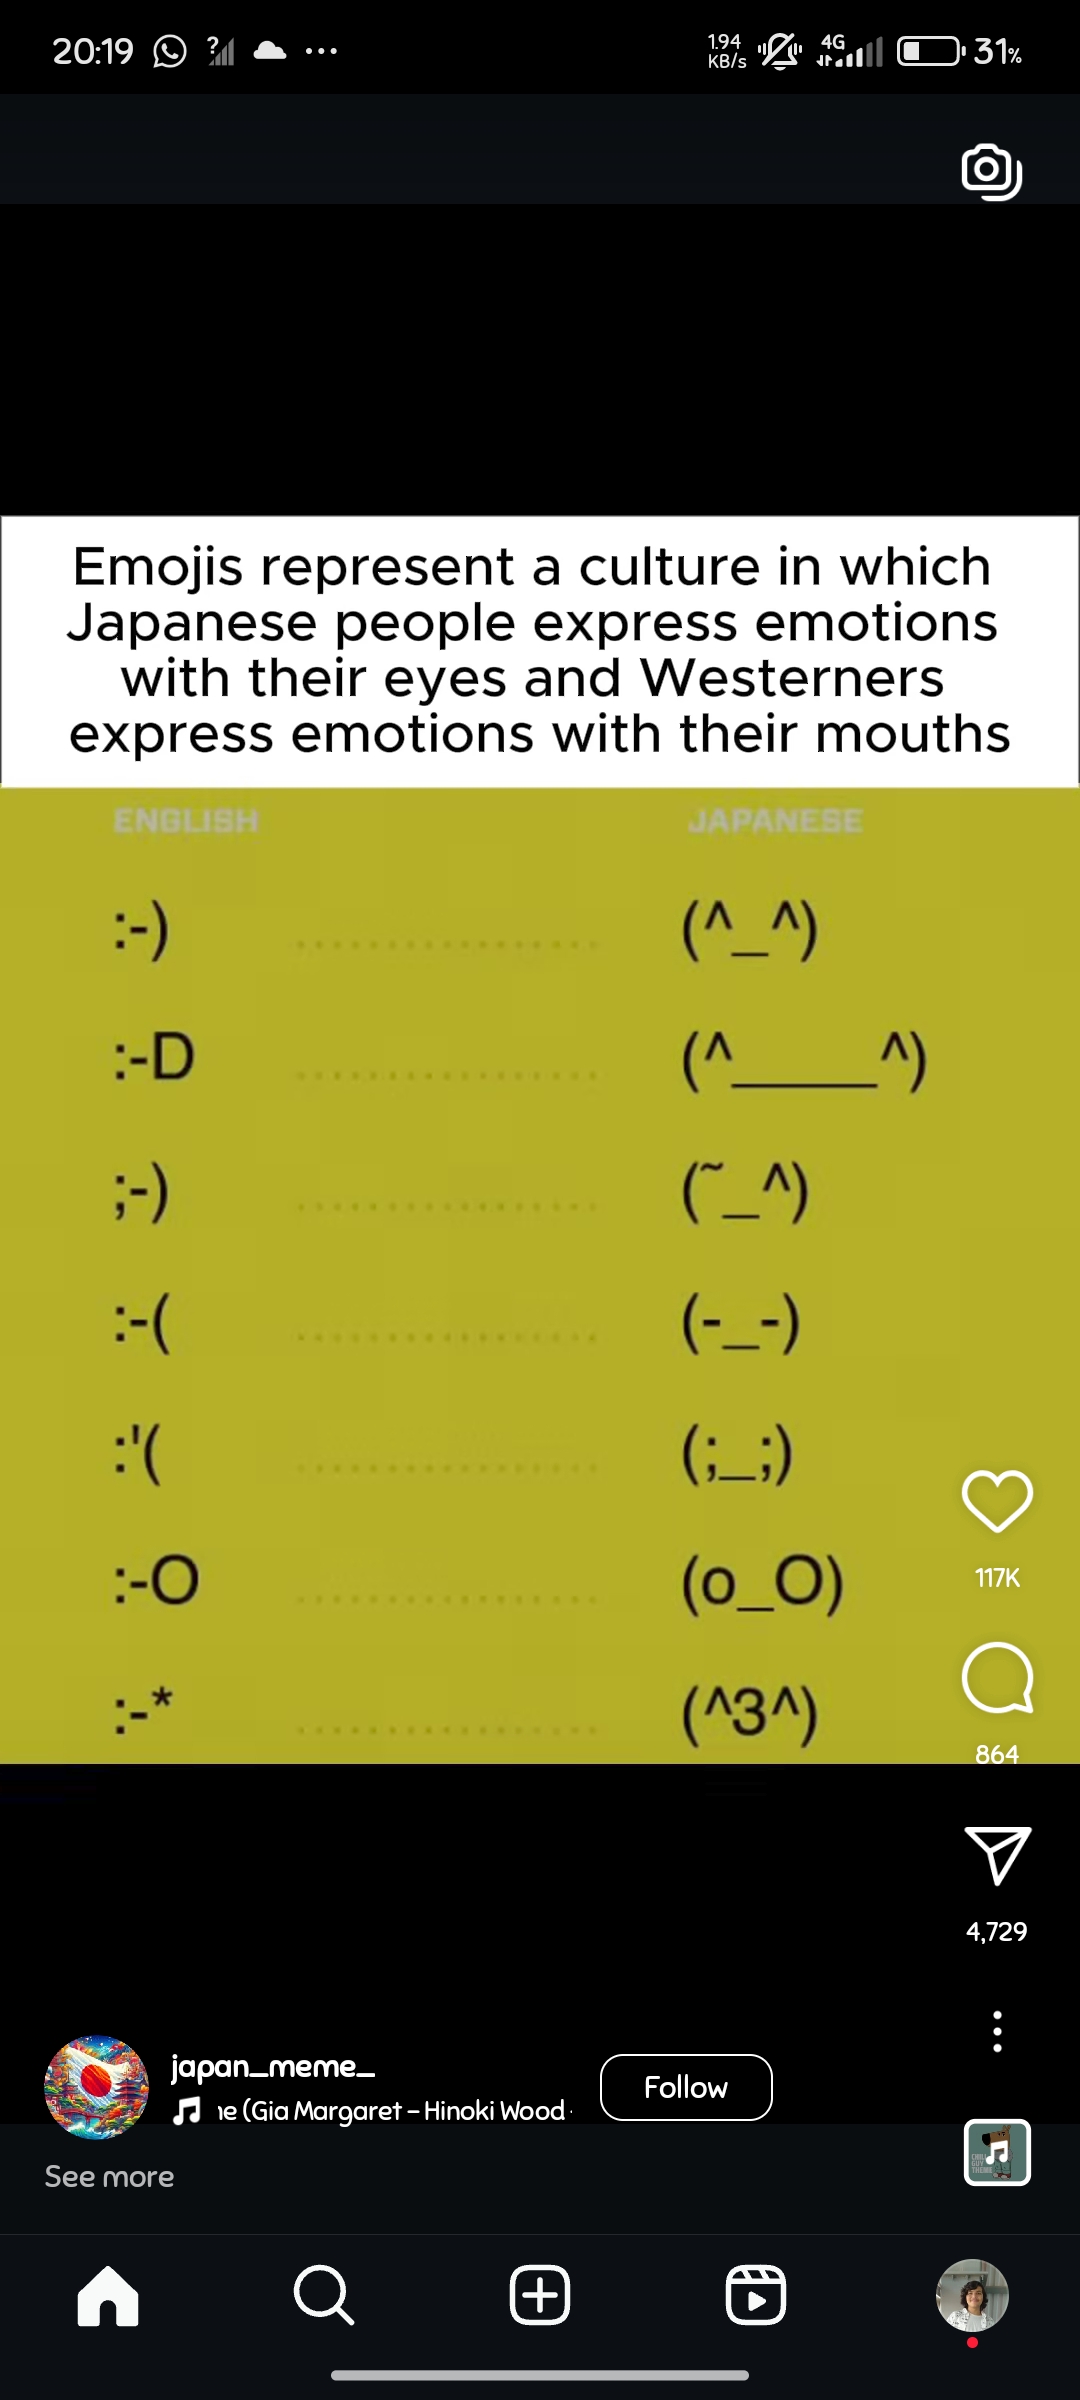 20:19
1.94
KB/s
4G
31%
Emojis represent a culture in which
Japanese people express emotions
with their eyes and Westerners
express emotions with their mouths
ENGLISH JAPANESE
:-) ................. (^_^)
:-D ................. (^_____^)
;-) ................. (˜_^)
:-( ................. (-_-)
:'( ................. (;_;)
:-O ................. (o_O)
:-* ................. (^3^)
117K
864
4,729
japan_meme_
Follow
(Gia Margaret - Hinoki Wood
See more